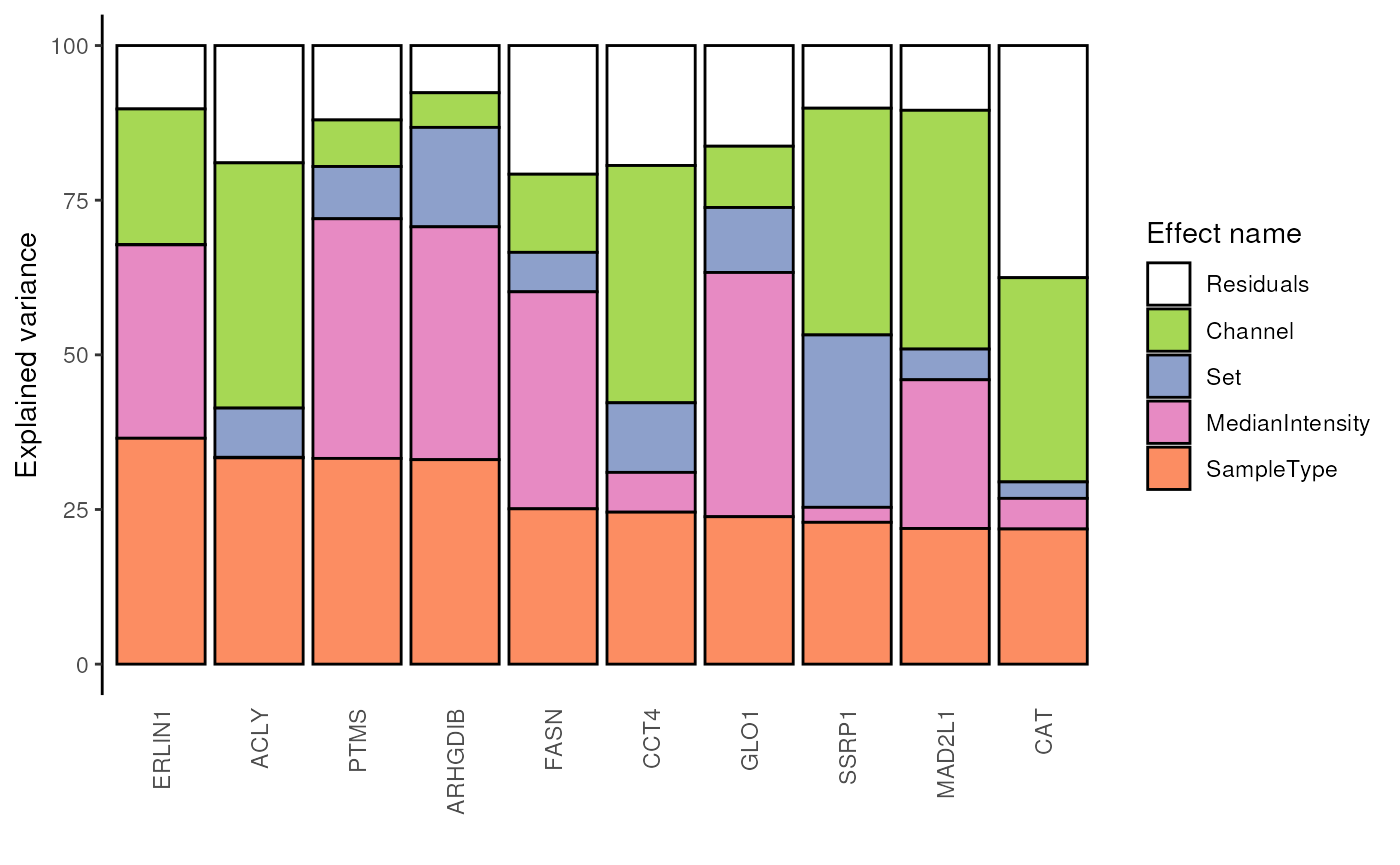 Explained variance
100
75
50
25
0
ERLIN1
ACLY
PTMS
ARHGDIB
FASN
CCT4
GLO1
SSRP1
MAD2L1
CAT
Effect name
Residuals
Channel
Set
MedianIntensity
SampleType